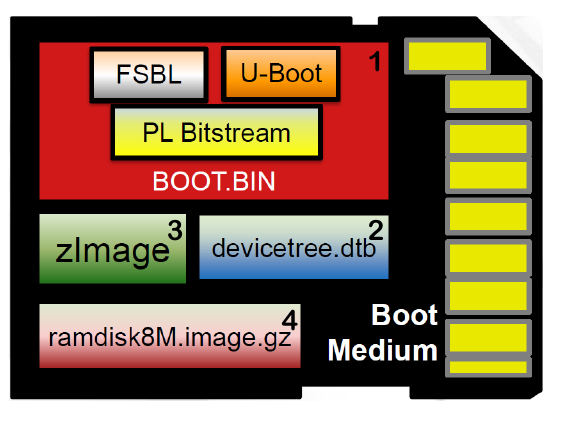 FSBL
U-Boot
1
PL Bitstream
BOOT.BIN
zImage
3
devicetree.dtb
2
ramdisk8M.image.gz
4
Boot
Medium